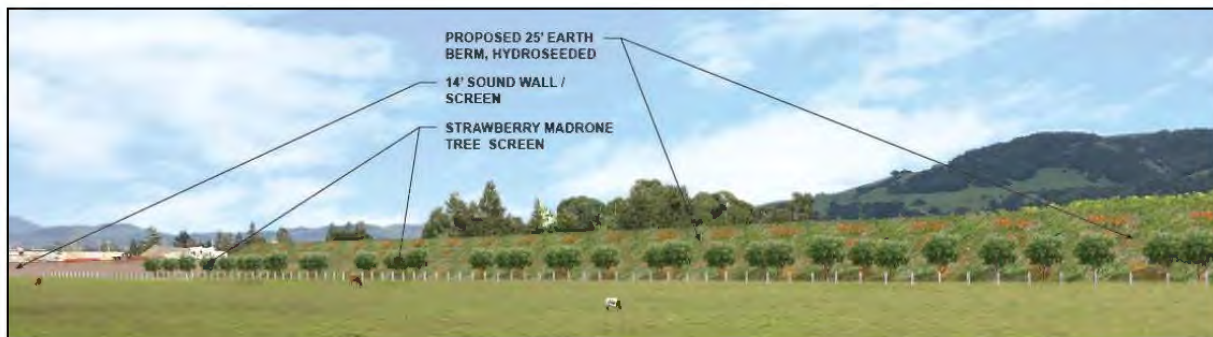 PROPOSED 25' EARTH
BERM, HYDROSEEDED
14' SOUND WALL /
SCREEN
STRAWBERRY MADRONE
TREE SCREEN